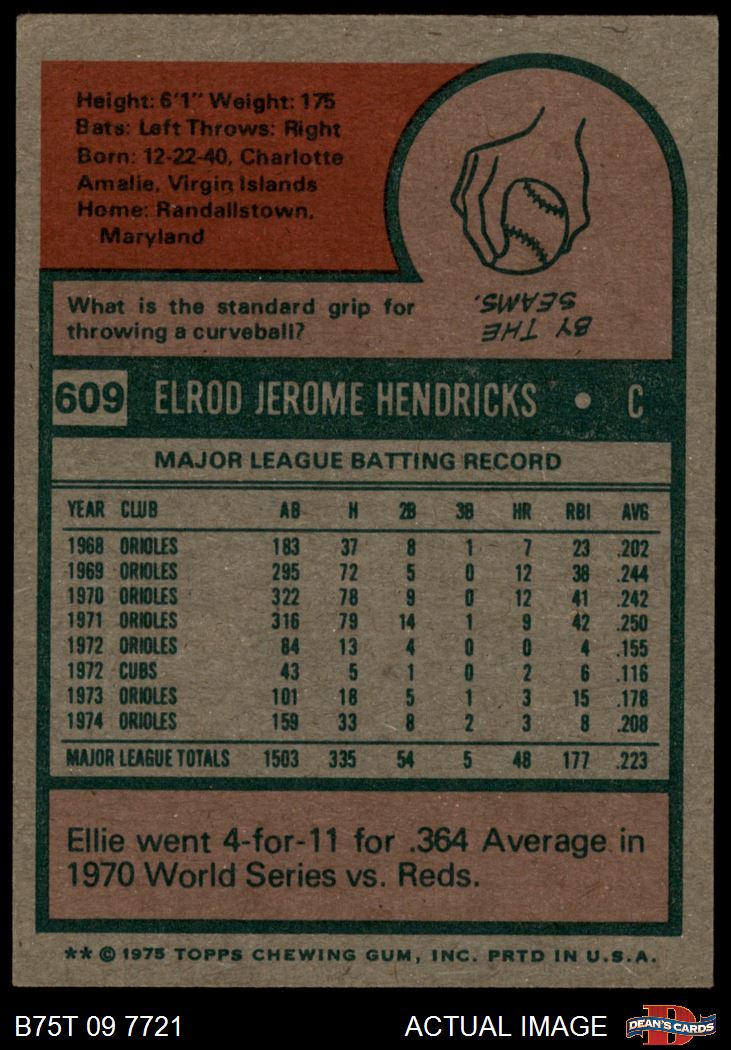 Height: 6'1" Weight: 175
Bats: Left Throws: Right
Born: 12-22-40, Charlotte
Amalie, Virgin Islands
Home: Randallstown,
Maryland
What is the standard grip for
throwing a curveball?
BY THE
SEAMS.
609 ELROD JEROME HENDRICKS • C
MAJOR LEAGUE BATTING RECORD
YEAR CLUB AB H 2B 3B HR RBI AVG
1968 ORIOLES 183 37 8 1 7 23 .202
1969 ORIOLES 295 72 5 0 12 38 .244
1970 ORIOLES 322 78 9 0 12 41 .242
1971 ORIOLES 316 79 14 1 9 42 .250
1972 ORIOLES 84 13 4 0 0 4 .155
1972 CUBS 43 5 1 0 2 6 .116
1973 ORIOLES 101 18 5 1 3 15 .178
1974 ORIOLES 159 33 8 2 3 8 .208
MAJOR LEAGUE TOTALS 1503 335 54 5 48 177 .223
Ellie went 4-for-11 for .364 Average in
1970 World Series vs. Reds.
** © 1975 TOPPS CHEWING GUM, INC. PRTD IN U.S.A.
B75T 09 7721 ACTUAL IMAGE D DEAN'S CARDS